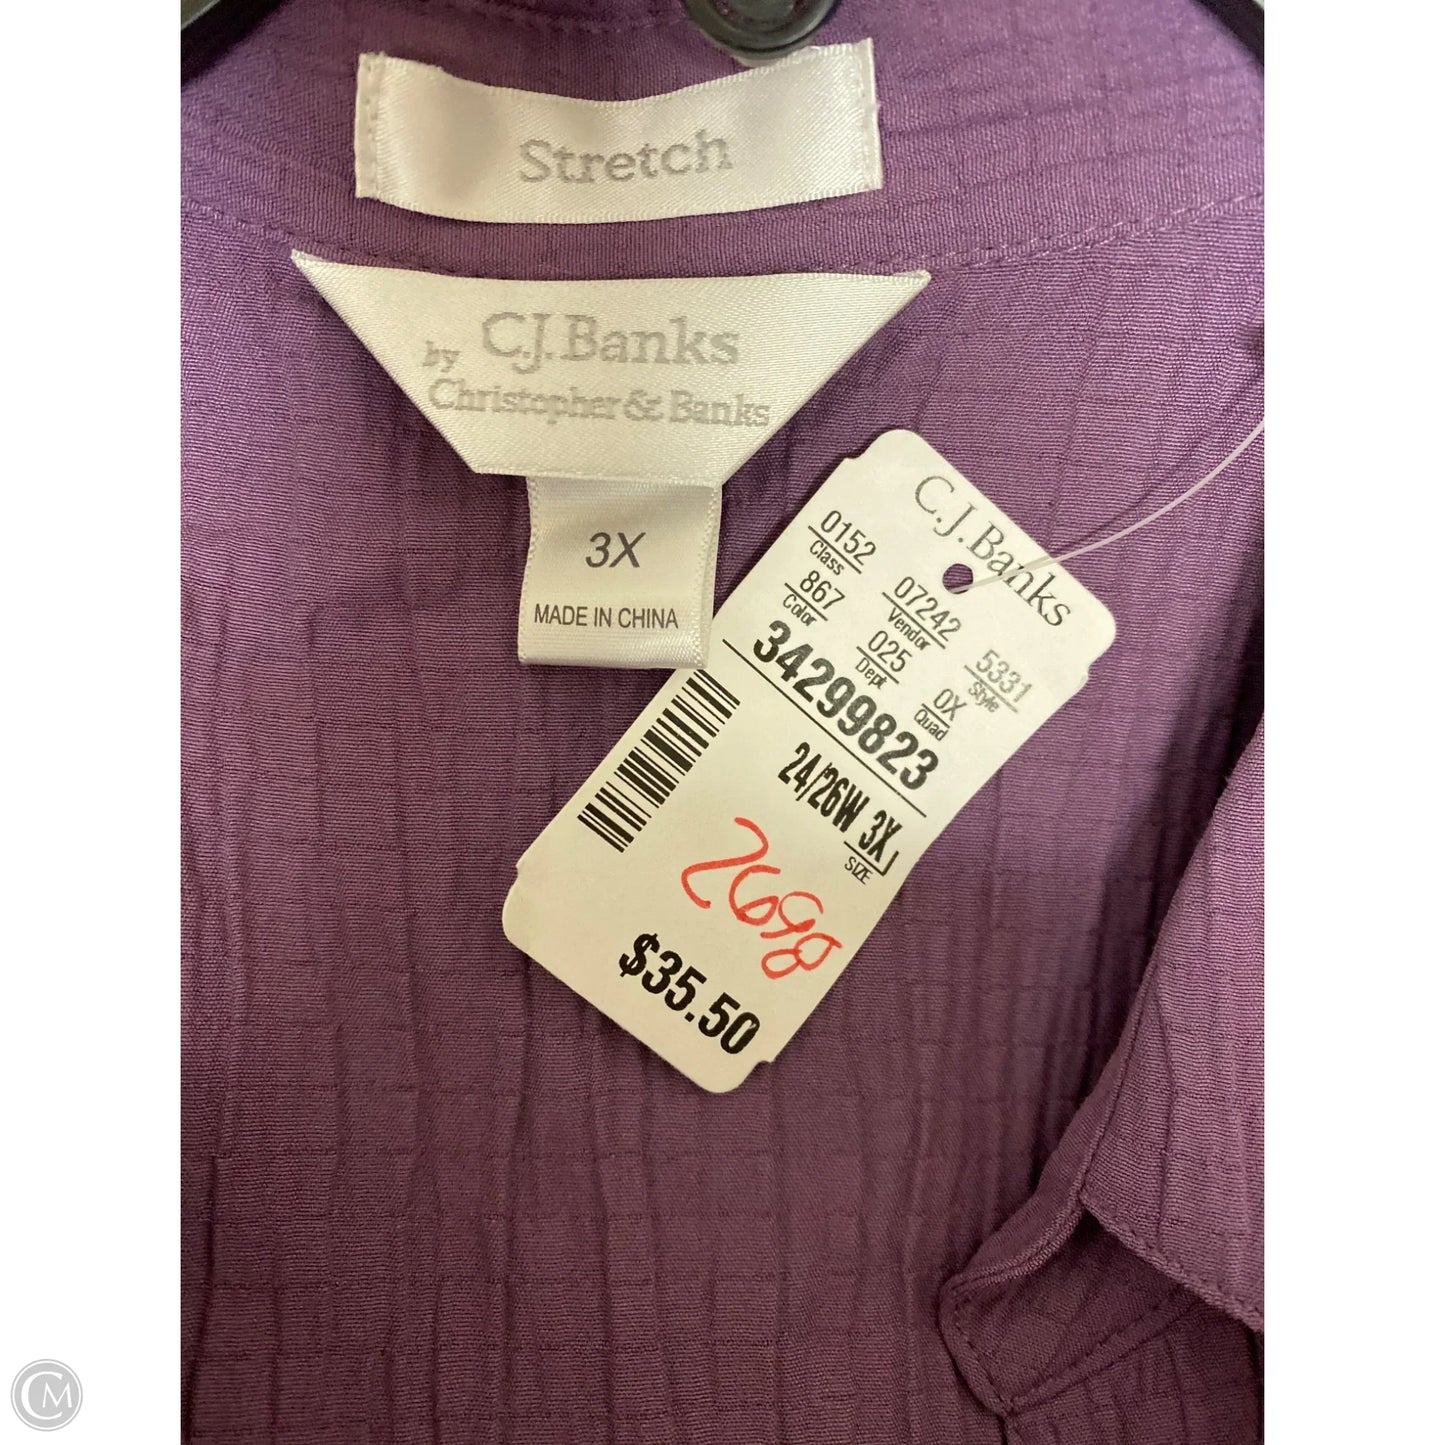 Stretch
C.J.Banks
by
Christopher & Banks
3X
MADE IN CHINA
C.J.Banks
0152 07242 5331
Class Vendor Style
867 025 0X
Color Dept Quad
34299823
24/26W 3X
SIZE
2698
$35.50
CM